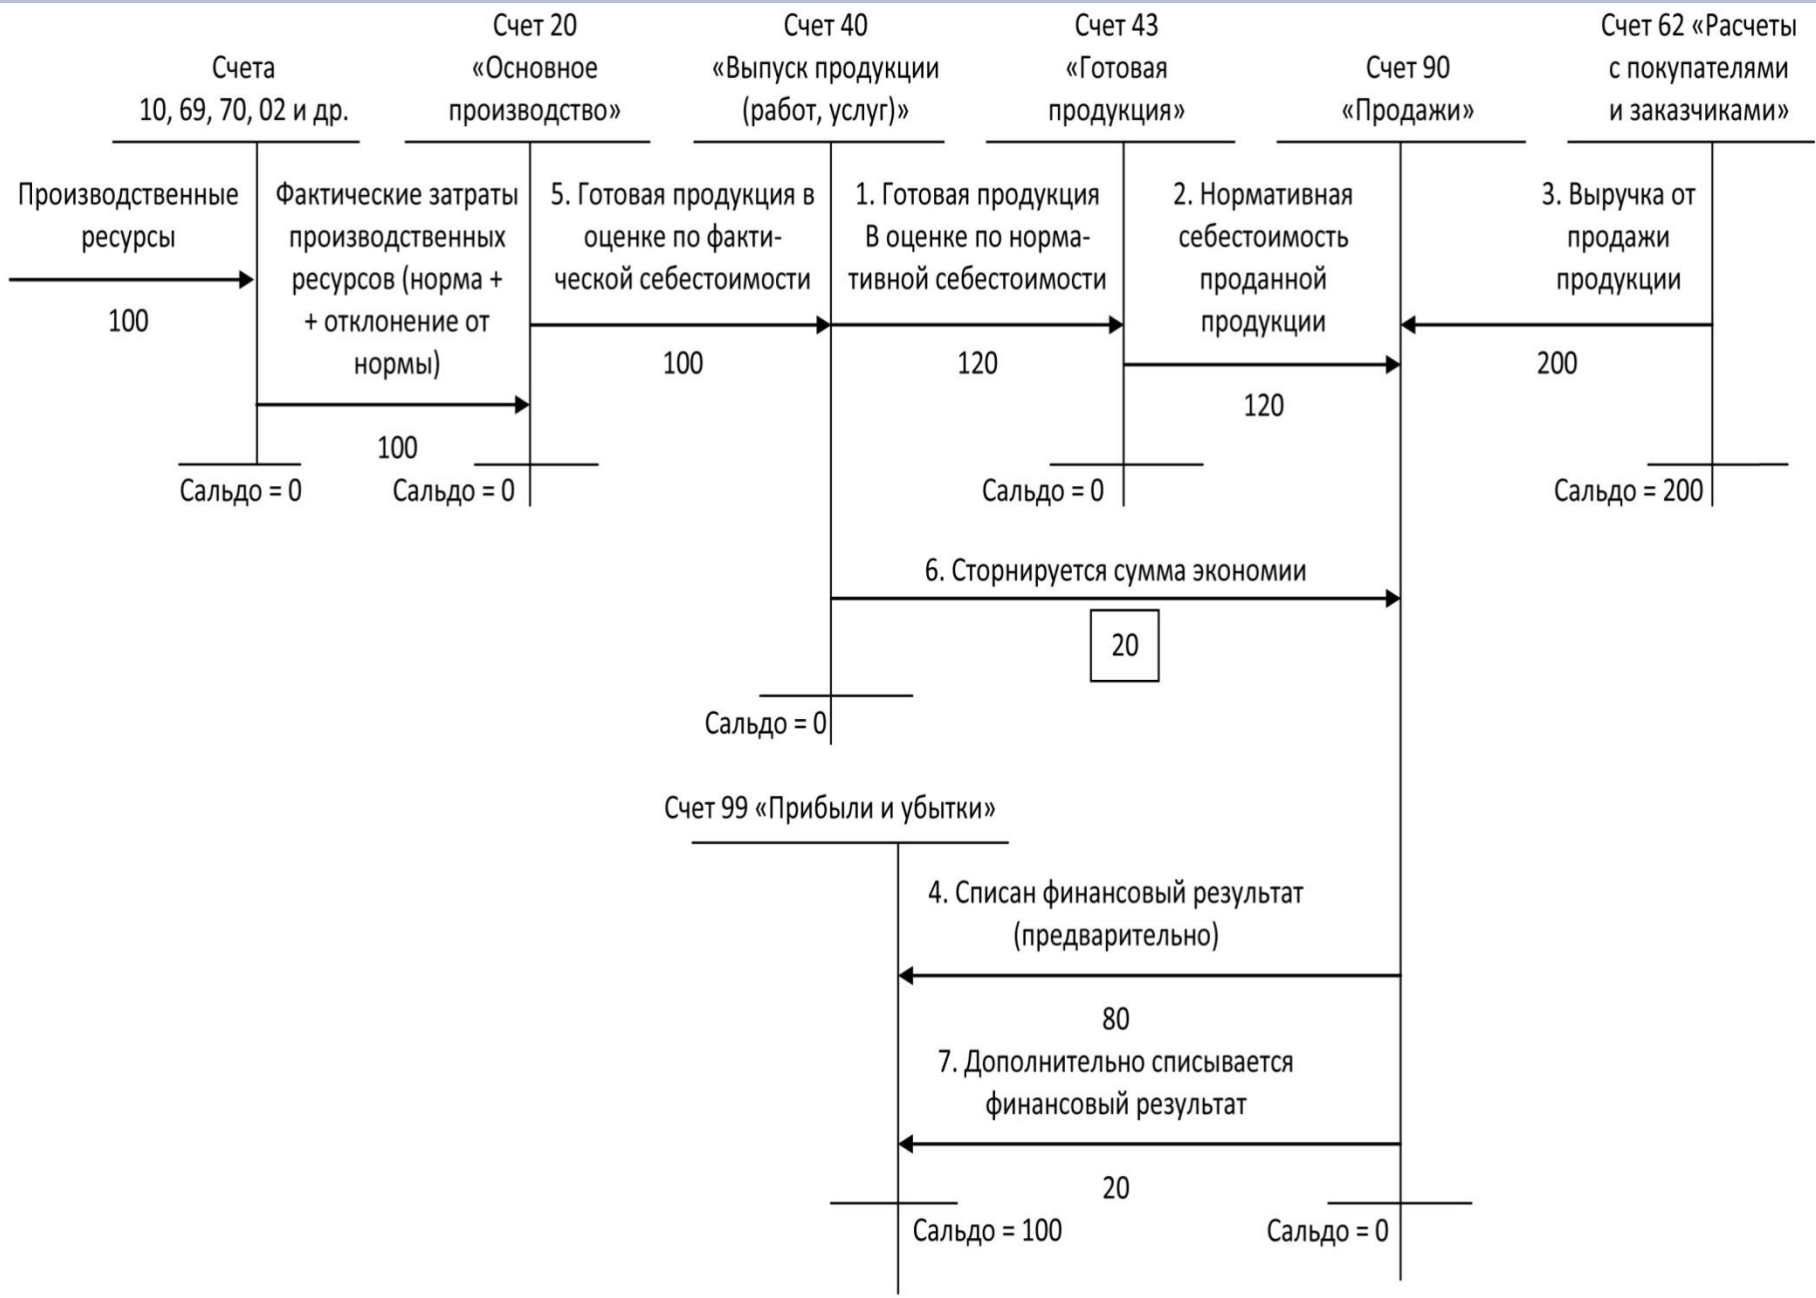 Счета
10, 69, 70, 02 и др.
Счет 20
«Основное
производство»
Счет 40
«Выпуск продукции
(работ, услуг)»
Счет 43
«Готовая
продукция»
Счет 90
«Продажи»
Счет 62 «Расчеты
с покупателями
и заказчиками»
Производственные
ресурсы
100
Фактические затраты
производственных
ресурсов (норма +
+ отклонение от
нормы)
100
5. Готовая продукция в
оценке по факти-
ческой себестоимости
100
1. Готовая продукция
В оценке по норма-
тивной себестоимости
120
2. Нормативная
себестоимость
проданной
продукции
120
3. Выручка от
продажи
продукции
200
Сальдо = 0
Сальдо = 0
Сальдо = 0
Сальдо = 200
6. Сторнируется сумма экономии
20
Сальдо = 0
Счет 99 «Прибыли и убытки»
4. Списан финансовый результат
(предварительно)
80
7. Дополнительно списывается
финансовый результат
20
Сальдо = 100
Сальдо = 0